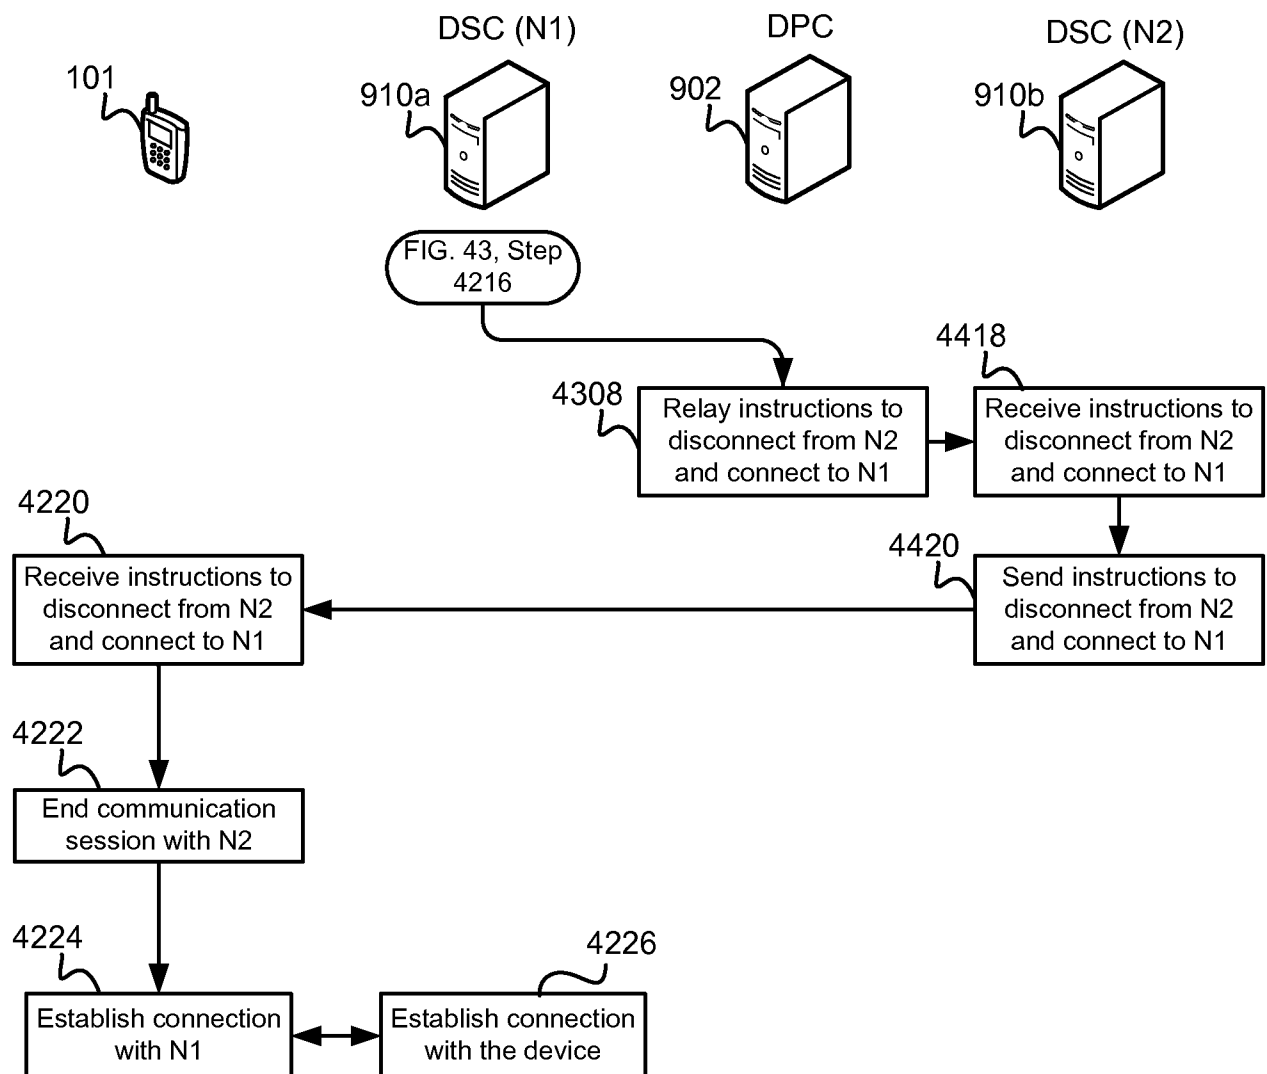 DSC (N1)
DPC
DSC (N2)
101
910a
902
910b
FIG. 43, Step
4216
4418
4308
Relay instructions to
disconnect from N2
and connect to N1
Receive instructions to
disconnect from N2
and connect to N1
4220
4420
Receive instructions to
disconnect from N2
and connect to N1
Send instructions to
disconnect from N2
and connect to N1
4222
End communication
session with N2
4224
4226
Establish connection
with N1
Establish connection
with the device